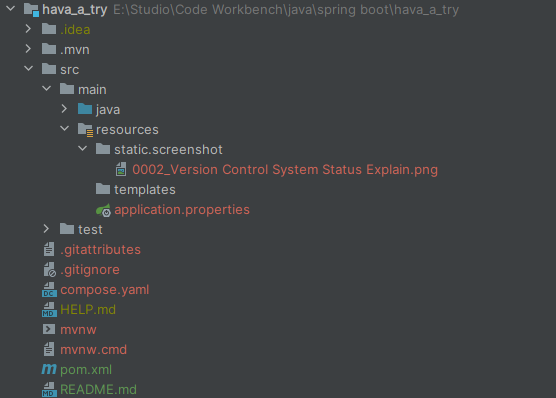 hava_a_try E:\Studio\Code Workbench\java\spring boot\hava_a_try
.idea
.mvn
src
main
java
resources
static.screenshot
0002_Version Control System Status Explain.png
templates
application.properties
test
.gitattributes
.gitignore
compose.yaml
HELP.md
mvnw
mvnw.cmd
pom.xml
README.md